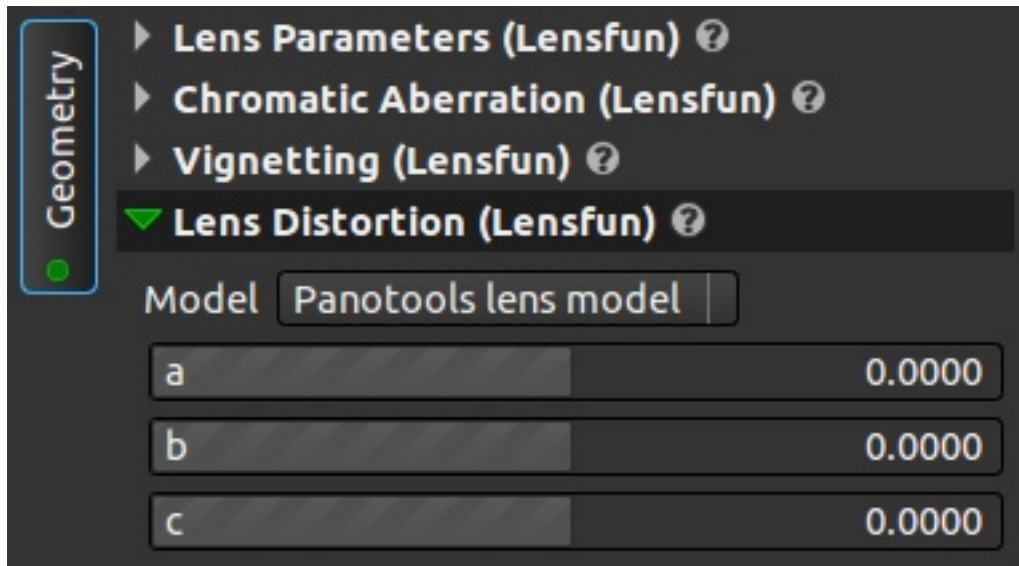 Geometry
Lens Parameters (Lensfun) ?
Chromatic Aberration (Lensfun) ?
Vignetting (Lensfun) ?
Lens Distortion (Lensfun) ?
Model Panotools lens model
a 0.0000
b 0.0000
c 0.0000